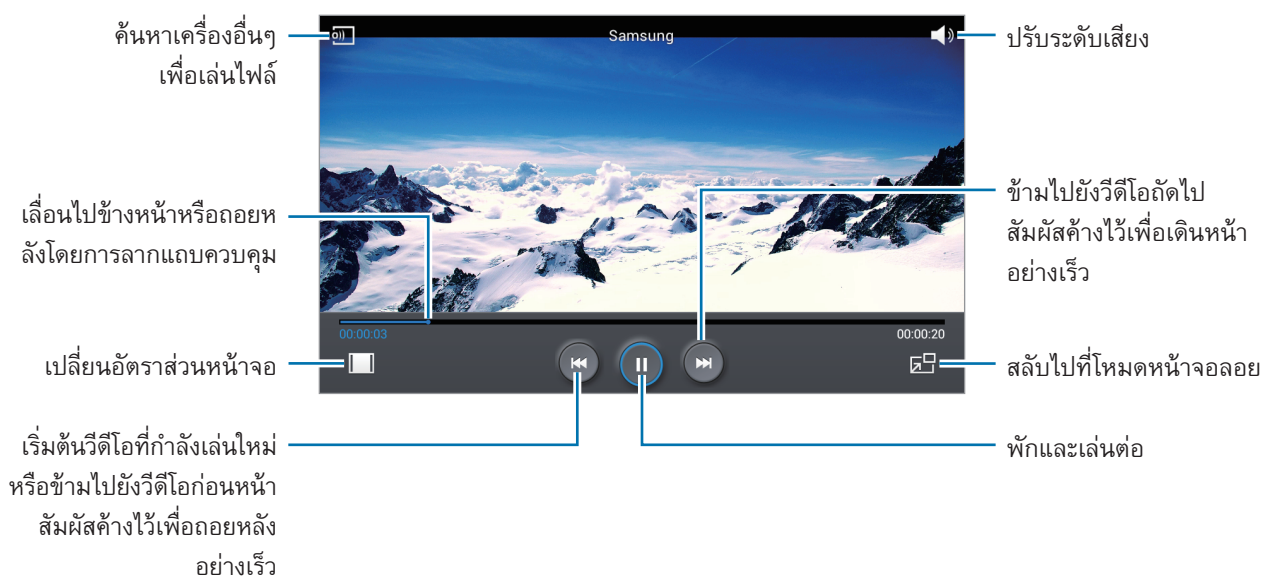 ค้นหาเครื่องอื่นๆ
เพื่อเล่นไฟล์
Samsung
ปรับระดับเสียง
เลื่อนไปข้างหน้าหรือถอยห
ลังโดยการลากแถบควบคุม
ข้ามไปยังวีดีโอถัดไป
สัมผัสค้างไว้เพื่อเดินหน้า
อย่างเร็ว
00:00:03
00:00:20
เปลี่ยนอัตราส่วนหน้าจอ
สลับไปที่โหมดหน้าจอลอย
เริ่มต้นวีดีโอที่กำลังเล่นใหม่
หรือข้ามไปยังวีดีโอก่อนหน้า
สัมผัสค้างไว้เพื่อถอยหลัง
อย่างเร็ว
พักและเล่นต่อ